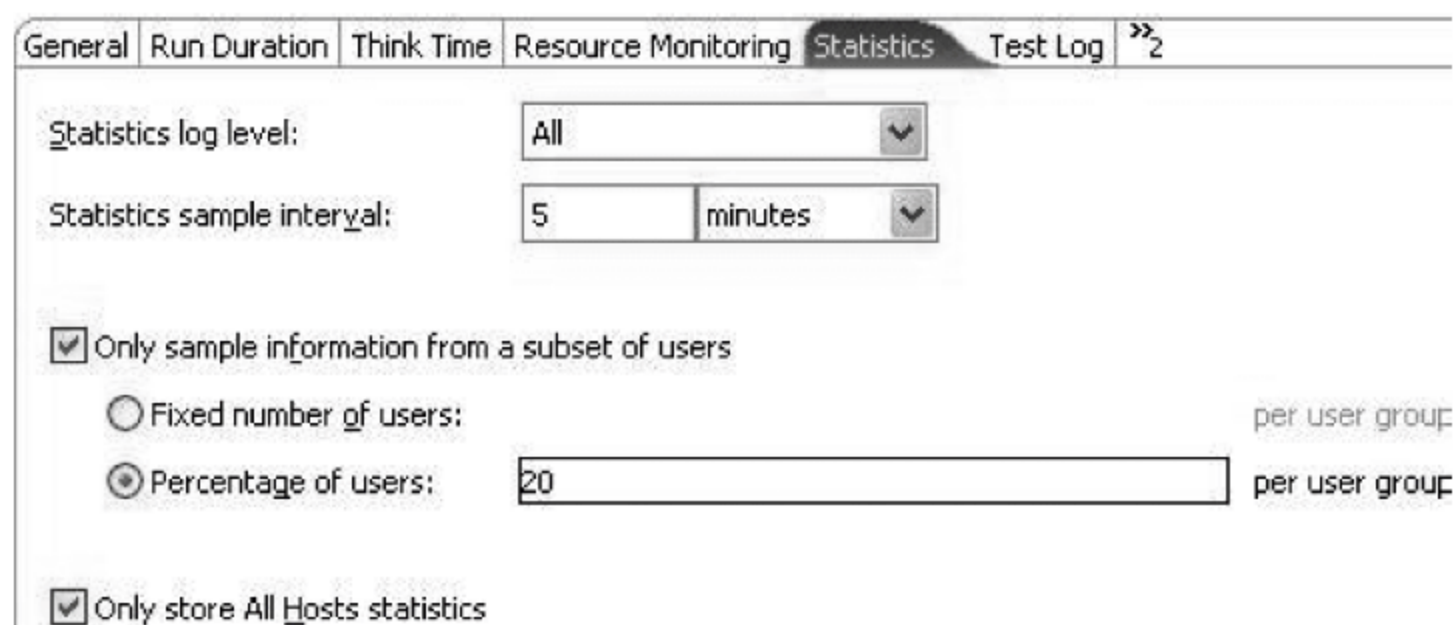 General Run Duration Think Time Resource Monitoring Statistics Test Log »2
Statistics log level: All
Statistics sample interval: 5 minutes
Only sample information from a subset of users
Fixed number of users: per user group
Percentage of users: 20 per user group
Only store All Hosts statistics